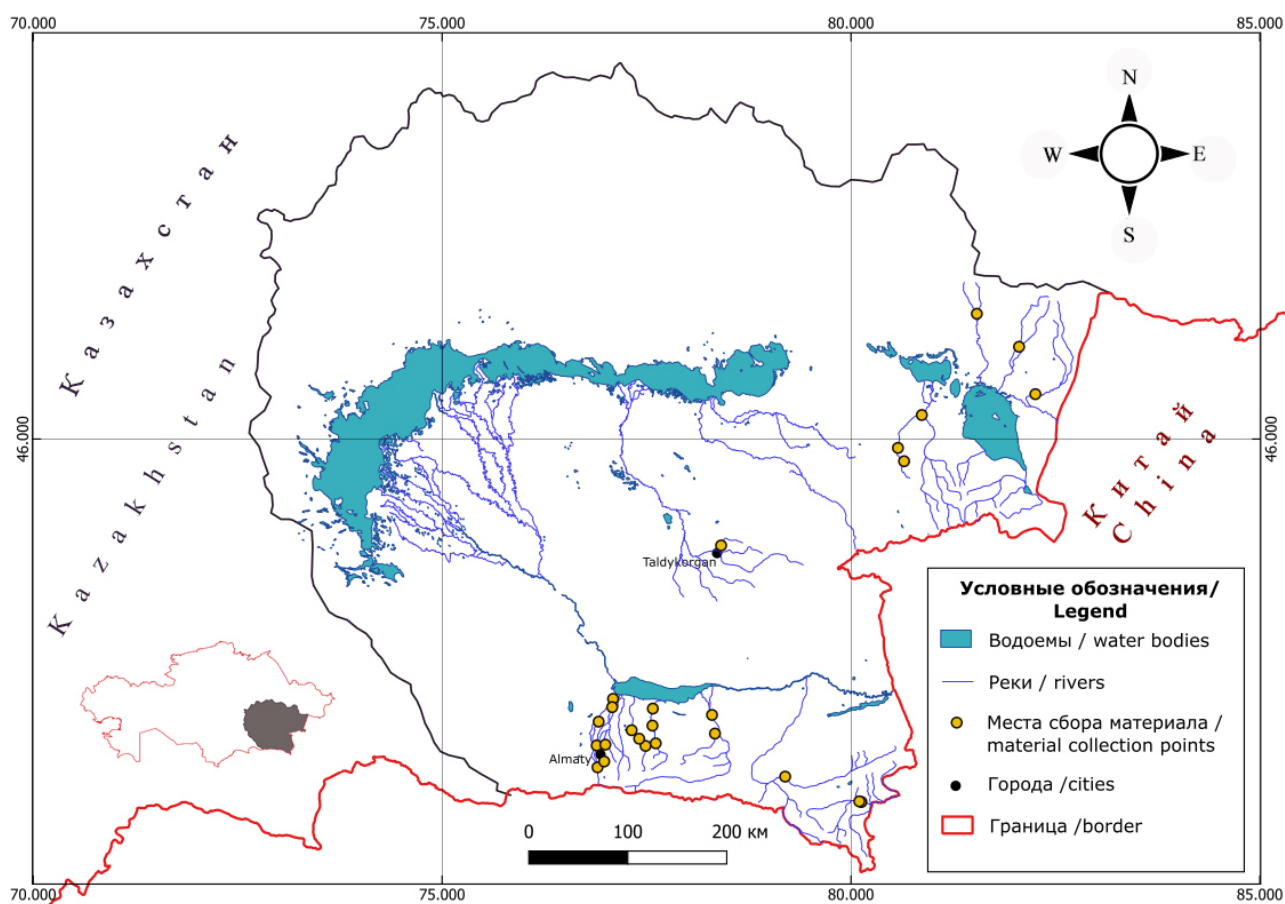 70.000
75.000
80.000
85.000
N
W
E
S
Казахстан
Kazakhstan
46.000
46.000
Китай
China
Taldykorgan
Almaty
Условные обозначения/
Legend
Водоемы / water bodies
Реки / rivers
Места сбора материала /
material collection points
Города /cities
Граница /border
0
100
200 км
70.000
75.000
80.000
85.000